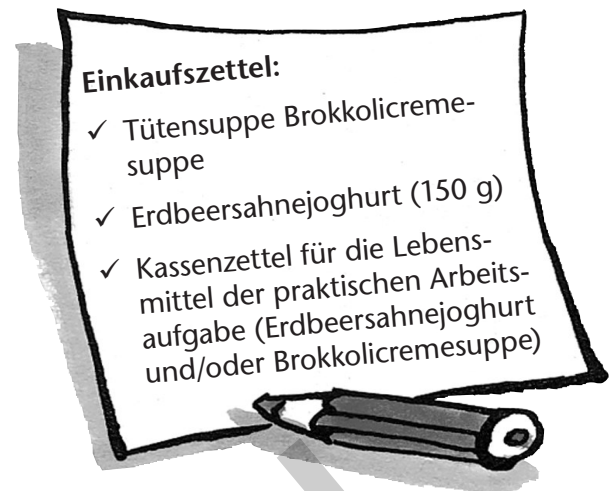 Einkaufszettel:
✓ Tütensuppe Brokkolicreme-
suppe
✓ Erdbeersahnejoghurt (150 g)
✓ Kassenzettel für die Lebens-
mittel der praktischen Arbeits-
aufgabe (Erdbeersahnejoghurt
und/oder Brokkolicremesuppe)